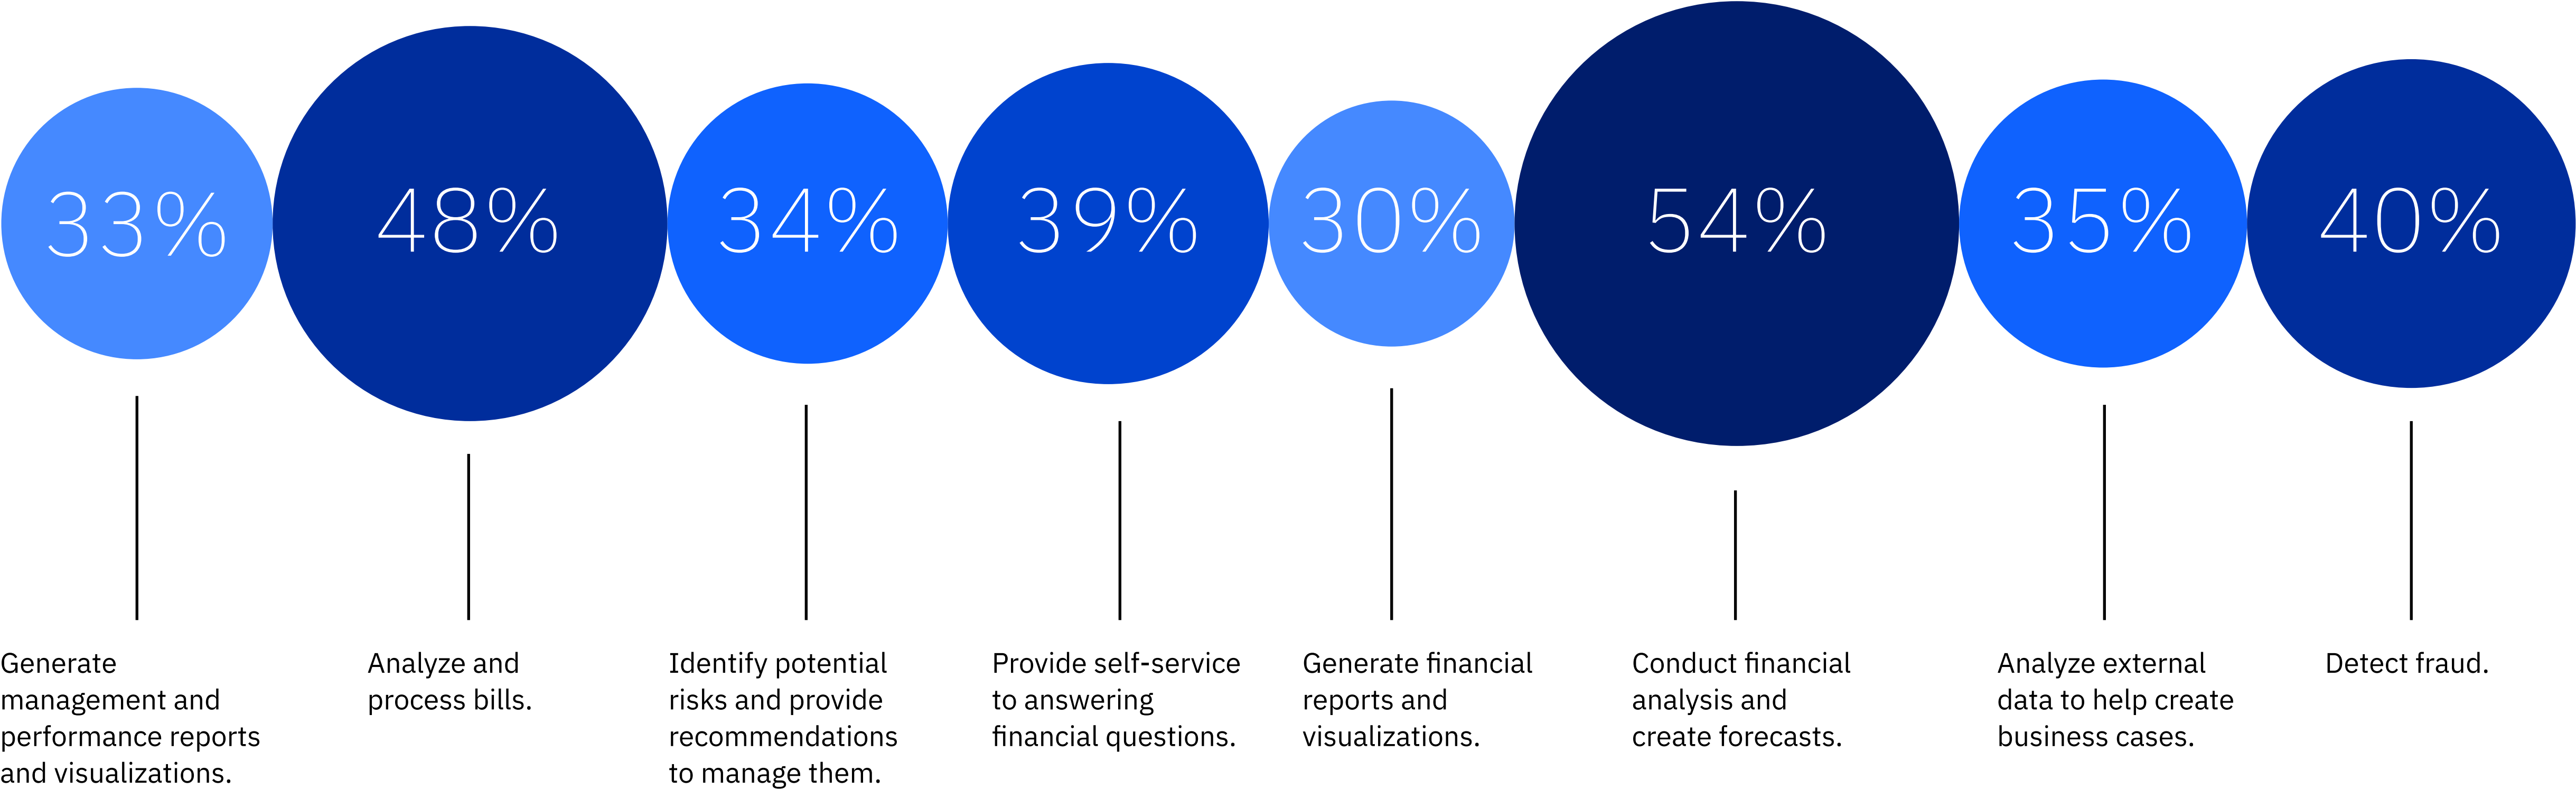 33%
48%
34%
39%
30%
54%
35%
40%
Generate
management and
performance reports
and visualizations.
Analyze and
process bills.
Identify potential
risks and provide
recommendations
to manage them.
Provide self-service
to answering
financial questions.
Generate financial
reports and
visualizations.
Conduct financial
analysis and
create forecasts.
Analyze external
data to help create
business cases.
Detect fraud.